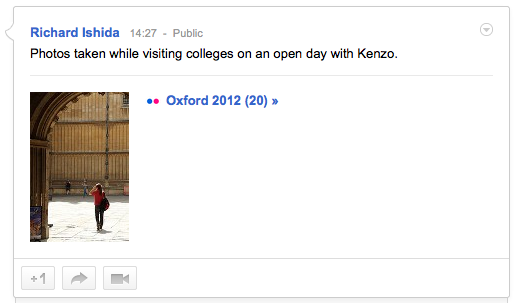 Richard Ishida 14:27 - Public
Photos taken while visiting colleges on an open day with Kenzo.
Oxford 2012 (20) »
+1